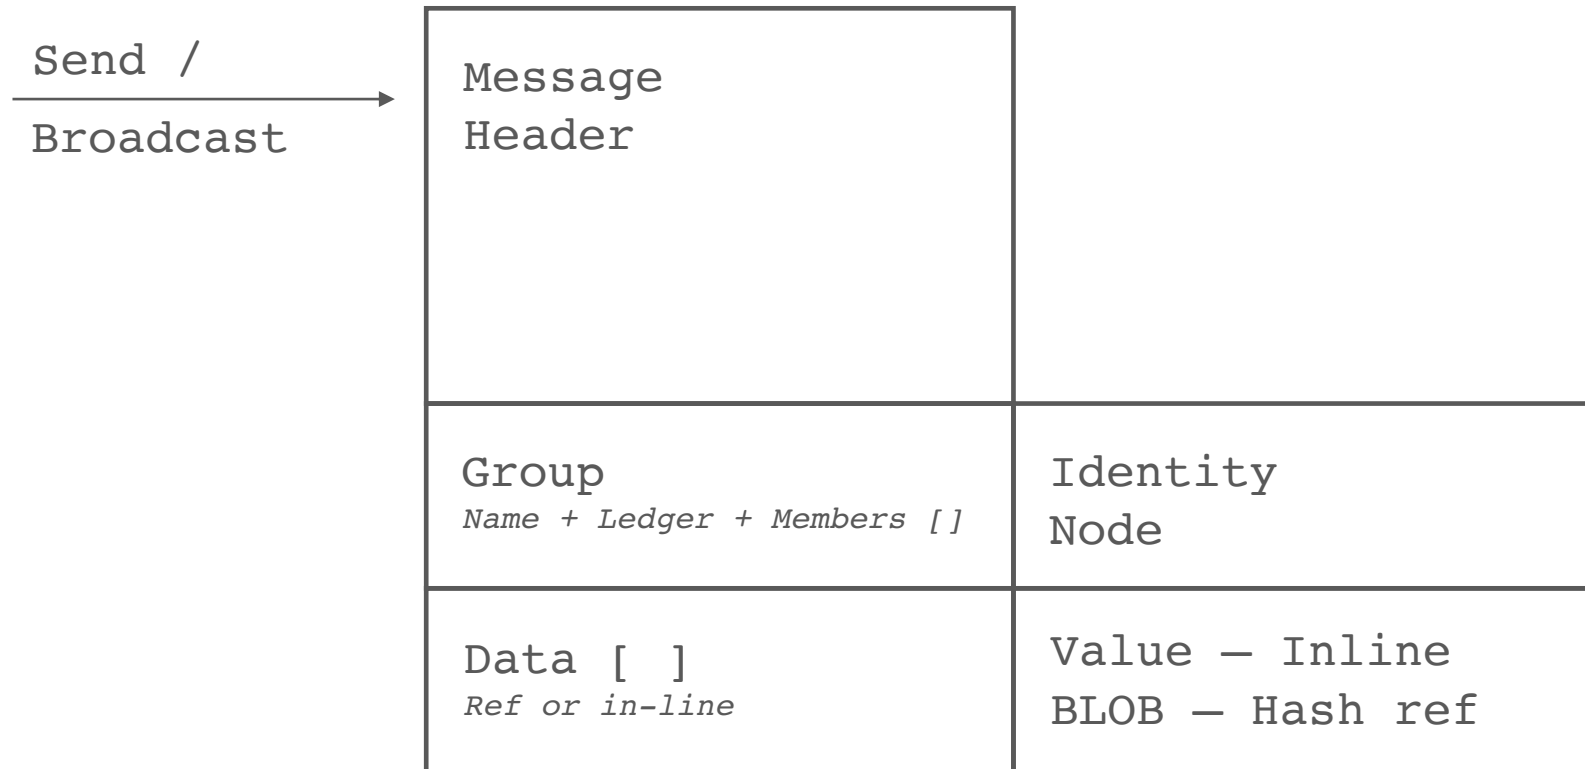 Send /
Broadcast
Message
Header
Group
Name + Ledger + Members []
Identity
Node
Data [ ]
Ref or in-line
Value – Inline
BLOB – Hash ref